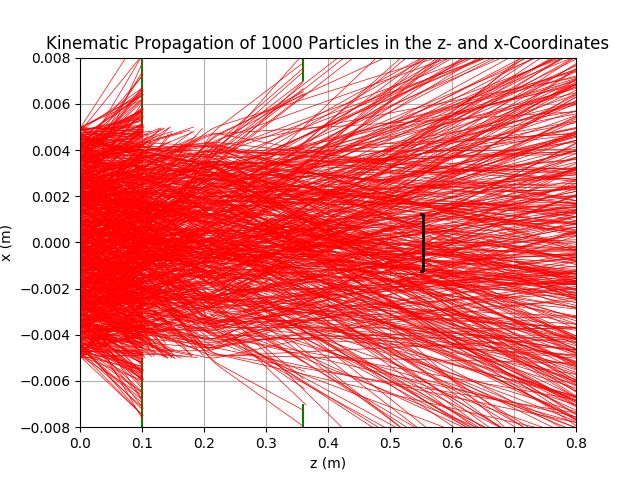 Kinematic Propagation of 1000 Particles in the z- and x-Coordinates
0.008
0.006
0.004
0.002
0.000
−0.002
−0.004
−0.006
−0.008
x (m)
0.0 0.1 0.2 0.3 0.4 0.5 0.6 0.7 0.8
z (m)